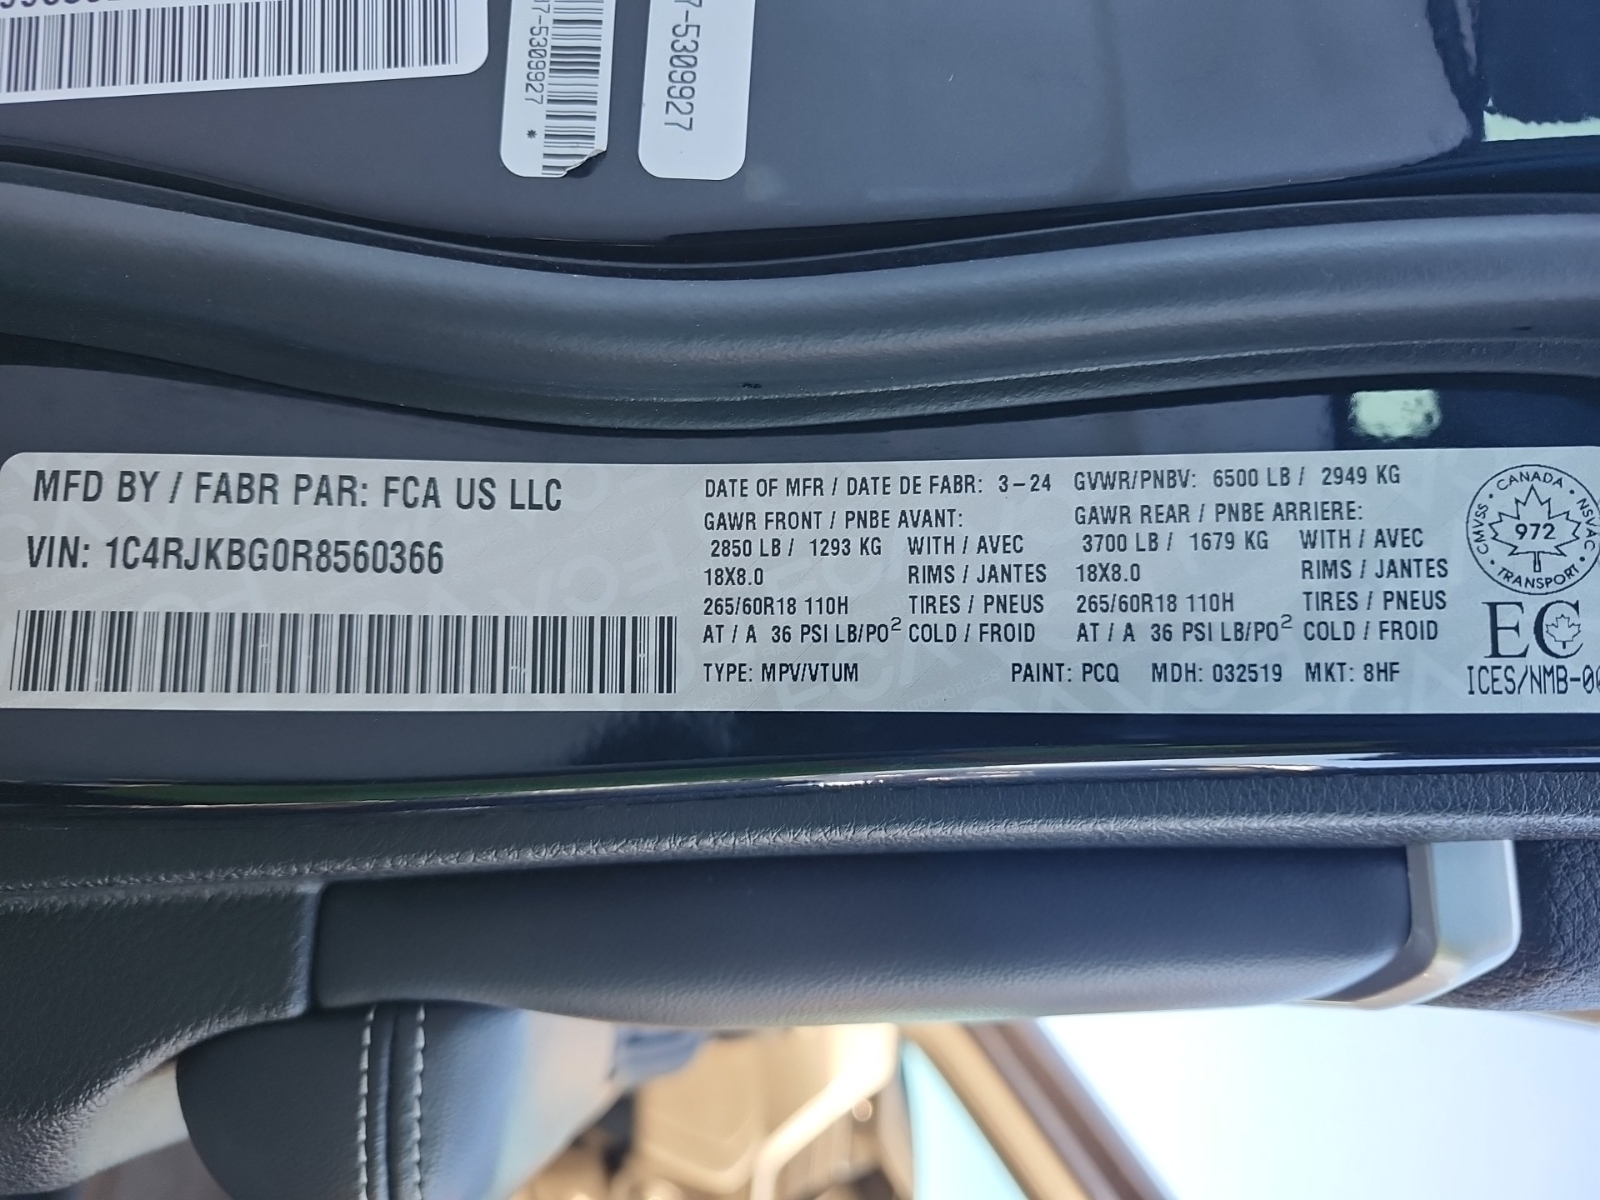 7-5309927 *
7-5309927
MFD BY / FABR PAR: FCA US LLC
VIN: 1C4RJKBG0R8560366
DATE OF MFR / DATE DE FABR: 3-24
GAWR FRONT / PNBE AVANT:
2850 LB / 1293 KG WITH / AVEC
18X8.0 RIMS / JANTES
265/60R18 110H TIRES / PNEUS
AT / A 36 PSI LB/PO² COLD / FROID
TYPE: MPV/VTUM
GVWR/PNBV: 6500 LB / 2949 KG
GAWR REAR / PNBE ARRIERE:
3700 LB / 1679 KG WITH / AVEC
18X8.0 RIMS / JANTES
265/60R18 110H TIRES / PNEUS
AT / A 36 PSI LB/PO² COLD / FROID
PAINT: PCQ MDH: 032519 MKT: 8HF
CANADA
CMVSS • NSVAC
972
TRANSPORT
EC
ICES/NMB-00